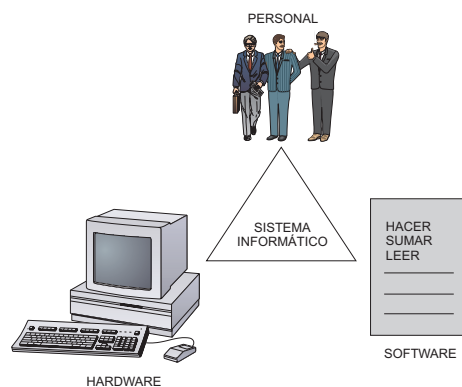 PERSONAL
SISTEMA
INFORMÁTICO
HACER
SUMAR
LEER
SOFTWARE
HARDWARE